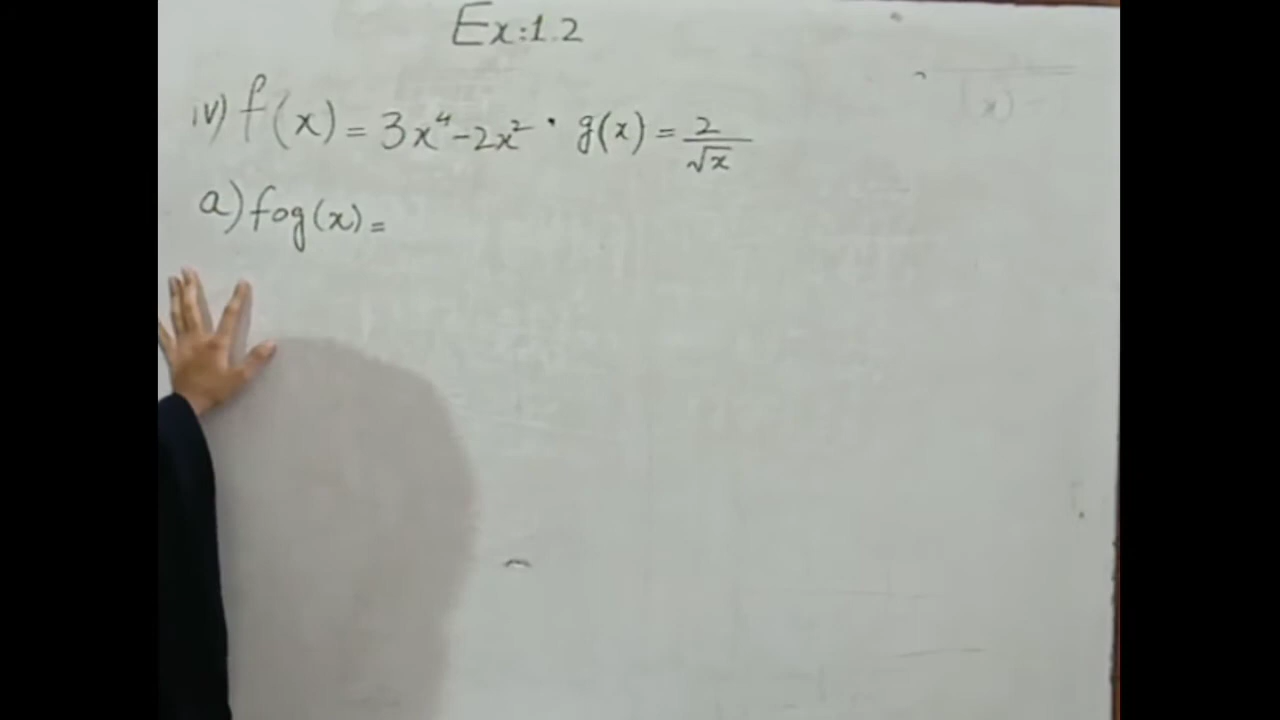 Ex:1.2
iv) f(x) = 3x⁴-2x² · g(x) = 2/√x
a) fog(x) =